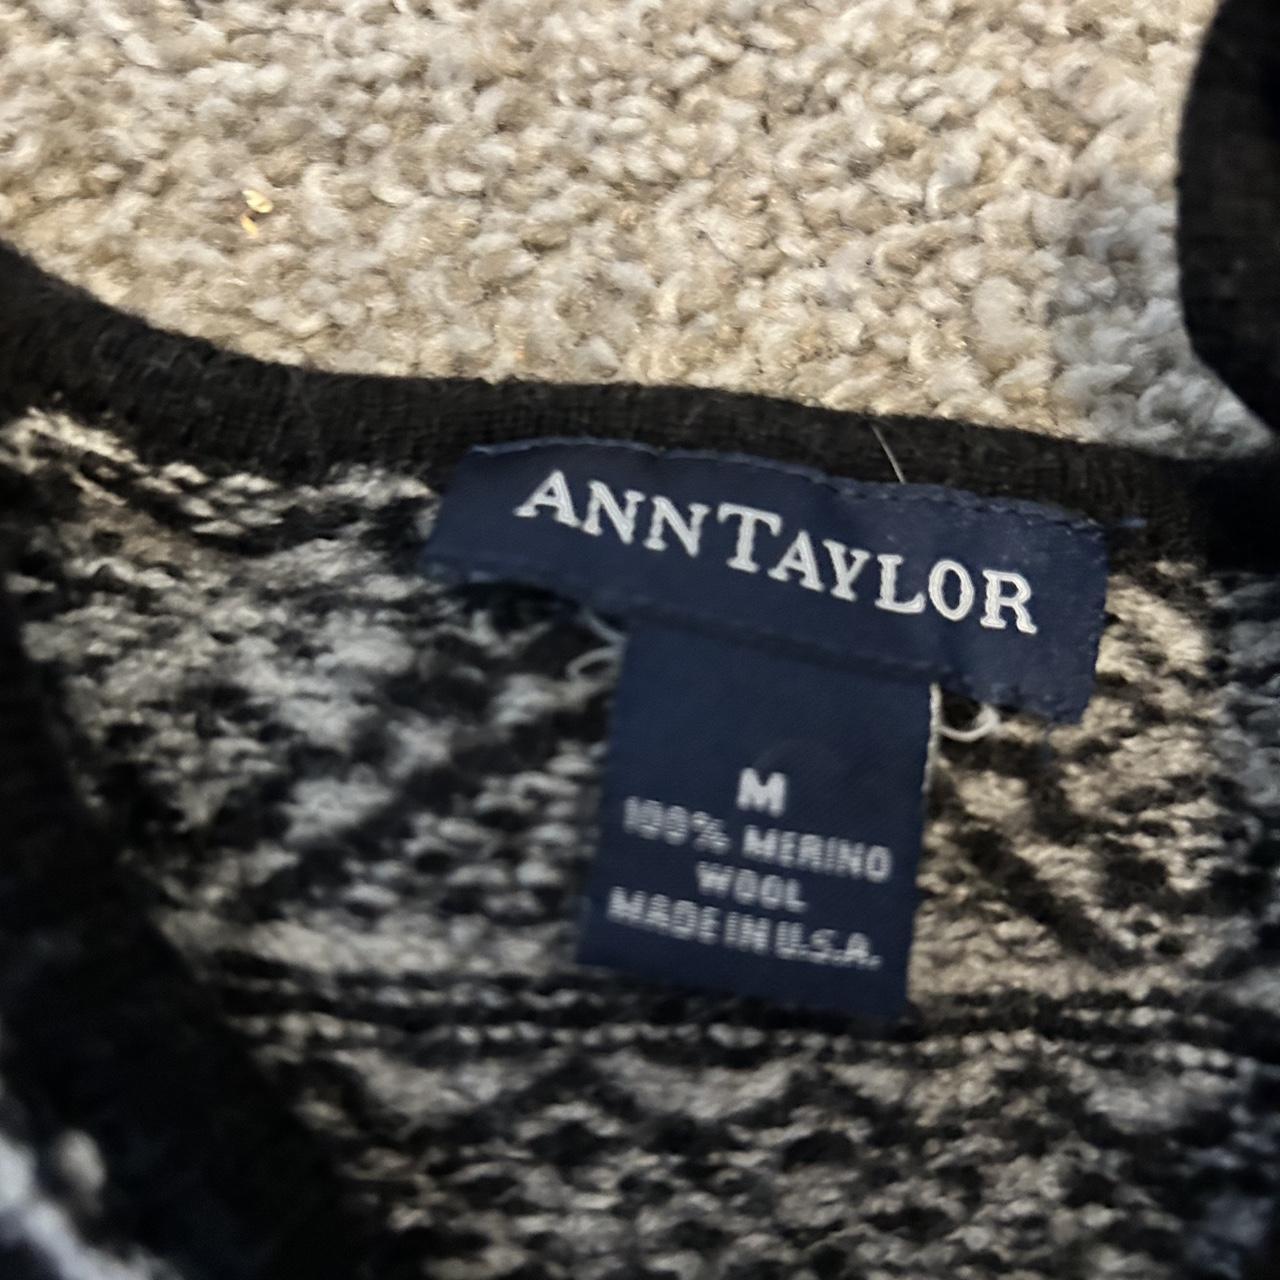 ANNTAYLOR
M
100% MERINO
WOOL
MADE IN U.S.A.